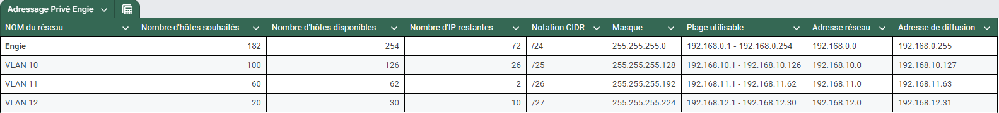 Adressage Privé Engie
NOM du réseau Nombre d'hôtes souhaités Nombre d'hôtes disponibles Nombre d'IP restantes Notation CIDR Masque Plage utilisable Adresse réseau Adresse de diffusion
Engie 182 254 72 /24 255.255.255.0 192.168.0.1 - 192.168.0.254 192.168.0.0 192.168.0.255
VLAN 10 100 126 26 /25 255.255.255.128 192.168.10.1 - 192.168.10.126 192.168.10.0 192.168.10.127
VLAN 11 60 62 2 /26 255.255.255.192 192.168.11.1 - 192.168.11.62 192.168.11.0 192.168.11.63
VLAN 12 20 30 10 /27 255.255.255.224 192.168.12.1 - 192.168.12.30 192.168.12.0 192.168.12.31